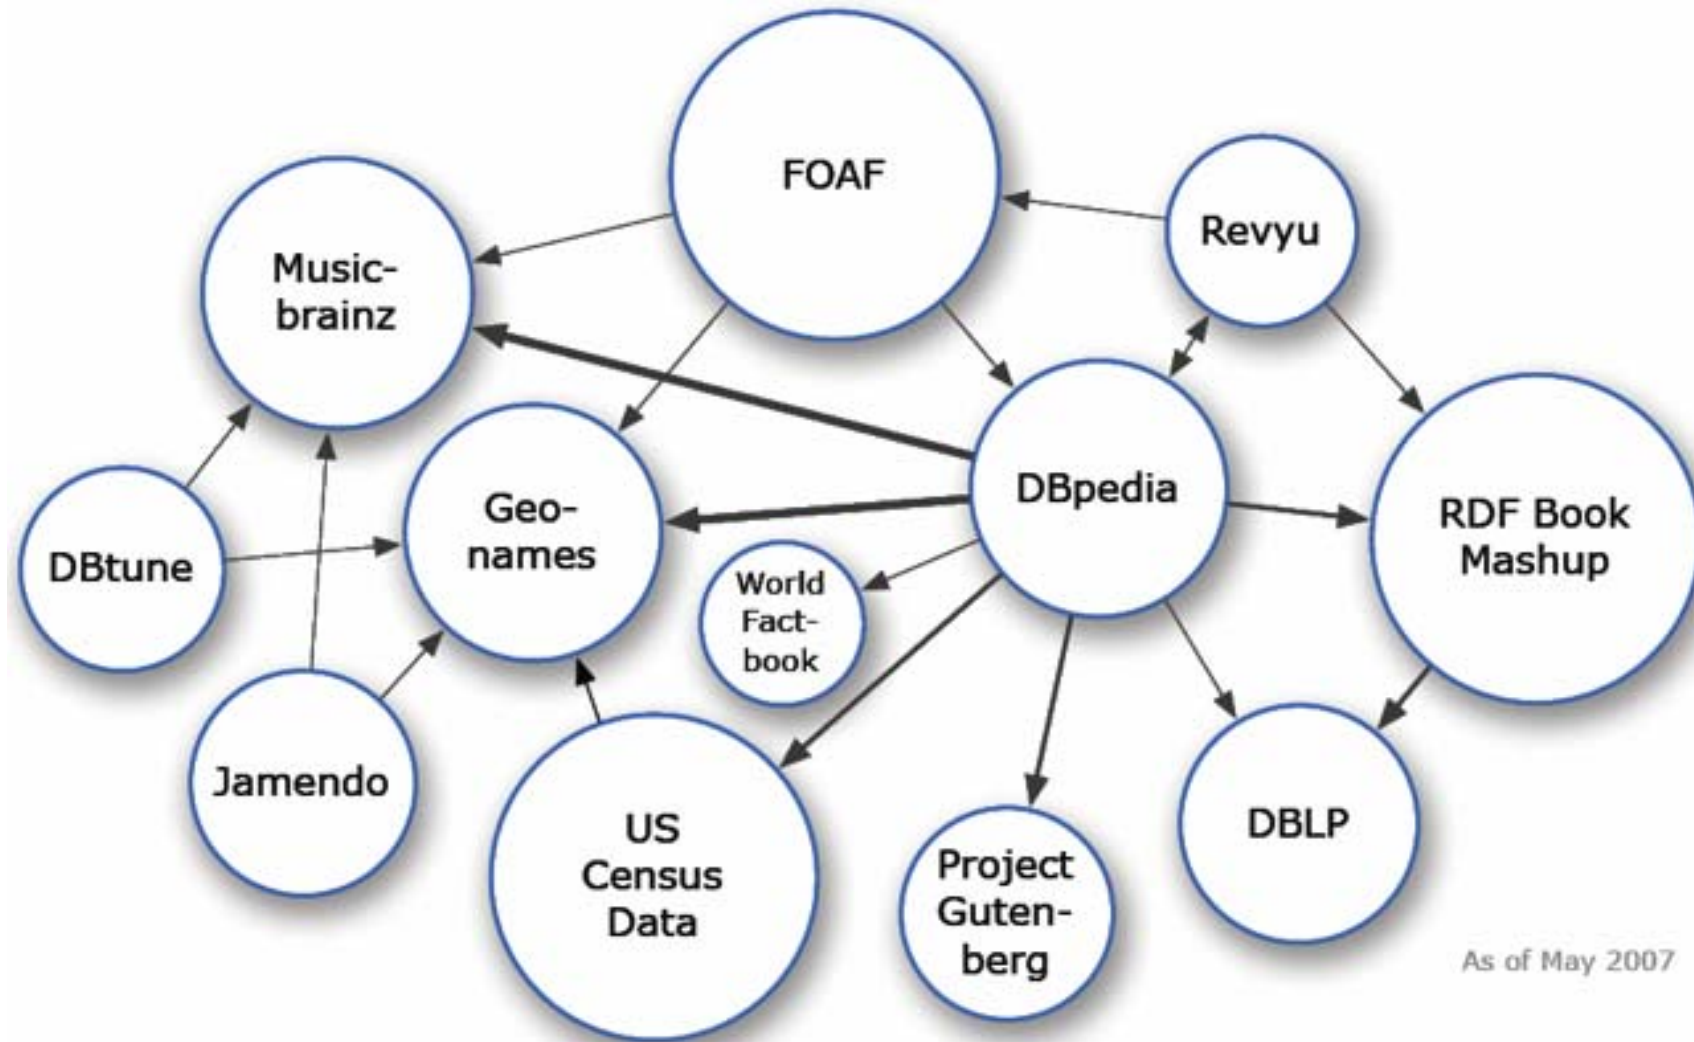 FOAF
Revyu
Music-
brainz
DBpedia
Geo-
names
RDF Book
Mashup
DBtune
World
Fact-
book
Jamendo
US
Census
Data
Project
Guten-
berg
DBLP
As of May 2007